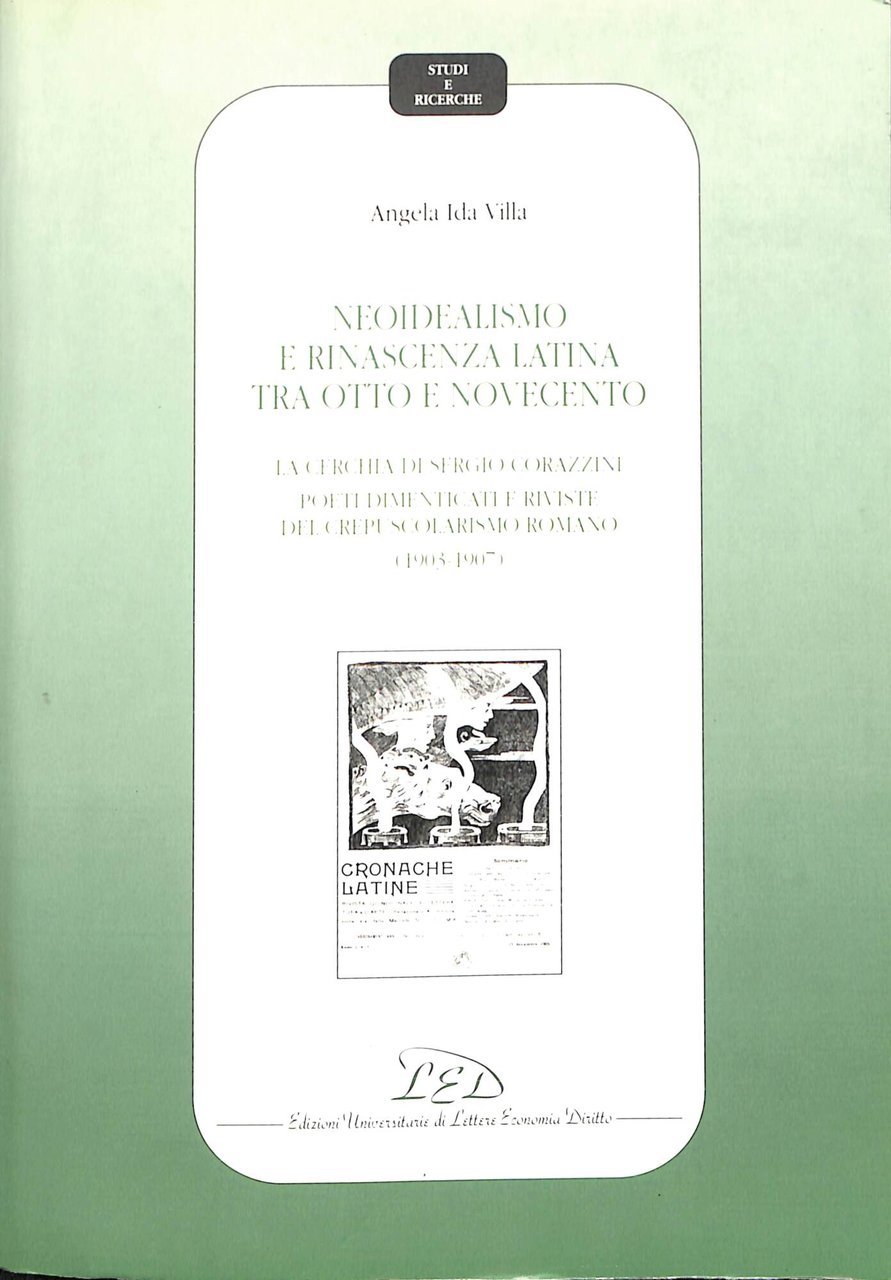 STUDI
E
RICERCHE
Angela Ida Villa
NEOIDEALISMO
E RINASCENZA LATINA
TRA OTTO E NOVECENTO
LA CERCHIA DI SERGIO CORAZZINI
POETI DIMENTICATI E RIVISTE
DEL CREPUSCOLARISMO ROMANO
(1903-1907)
CRONACHE
LATINE
Sommario
LED
Edizioni Universitarie di Lettere Economia Diritto